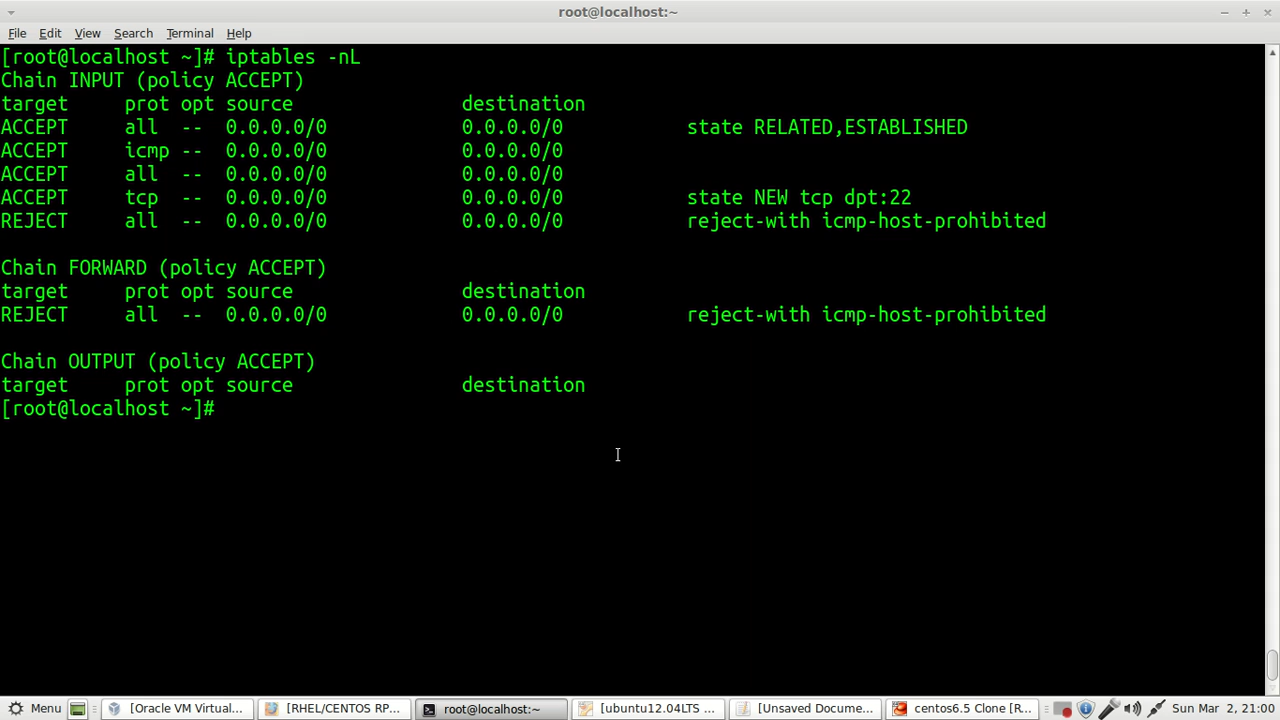 root@localhost:~
File Edit View Search Terminal Help
[root@localhost ~]# iptables -nL
Chain INPUT (policy ACCEPT)
target     prot opt source               destination
ACCEPT     all  --  0.0.0.0/0            0.0.0.0/0           state RELATED,ESTABLISHED
ACCEPT     icmp --  0.0.0.0/0            0.0.0.0/0
ACCEPT     all  --  0.0.0.0/0            0.0.0.0/0
ACCEPT     tcp  --  0.0.0.0/0            0.0.0.0/0           state NEW tcp dpt:22
REJECT     all  --  0.0.0.0/0            0.0.0.0/0           reject-with icmp-host-prohibited
Chain FORWARD (policy ACCEPT)
target     prot opt source               destination
REJECT     all  --  0.0.0.0/0            0.0.0.0/0           reject-with icmp-host-prohibited
Chain OUTPUT (policy ACCEPT)
target     prot opt source               destination
[root@localhost ~]#
Menu [Oracle VM Virtual... [RHEL/CENTOS RP... root@localhost:~ [ubuntu12.04LTS ... [Unsaved Docume... centos6.5 Clone [R... Sun Mar 2, 21:00